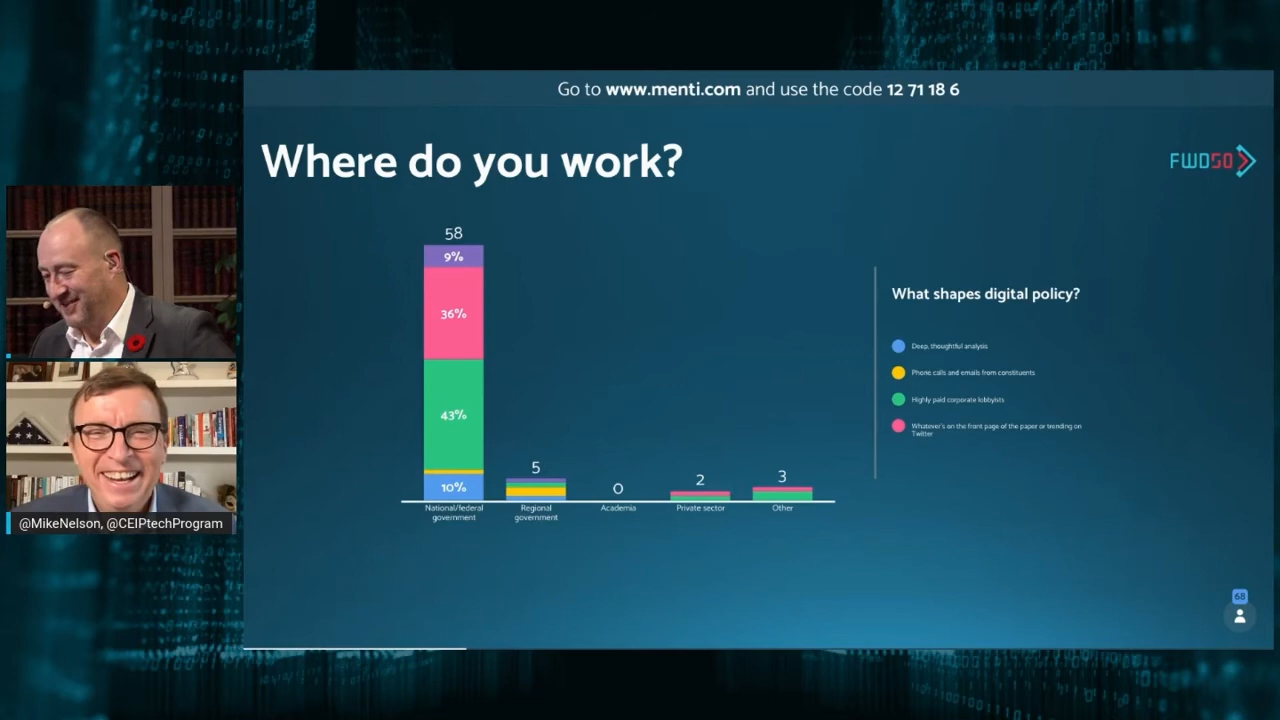 Go to www.menti.com and use the code 12 71 18 6
Where do you work?
FWD50
58
9%
36%
43%
10%
5
0
2
3
National/federal
government
Regional
government
Academia
Private sector
Other
What shapes digital policy?
Deep, thoughtful analysis
Phone calls and emails from constituents
Highly paid corporate lobbyists
Whatever's on the front page of the paper or trending on
Twitter
68
@MikeNelson, @CEIPtechProgram